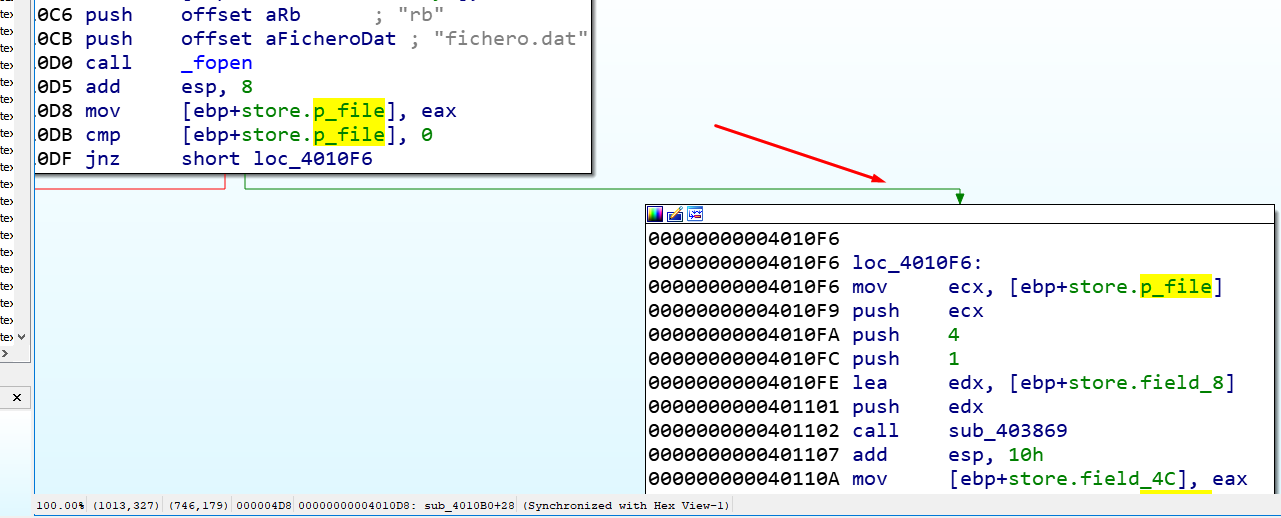 0C6 push offset aRb ; "rb"
0CB push offset aFicheroDat ; "fichero.dat"
0D0 call _fopen
0D5 add esp, 8
0D8 mov [ebp+store.p_file], eax
0DB cmp [ebp+store.p_file], 0
0DF jnz short loc_4010F6
00000000004010F6
00000000004010F6 loc_4010F6:
00000000004010F6 mov ecx, [ebp+store.p_file]
00000000004010F9 push ecx
00000000004010FA push 4
00000000004010FC push 1
00000000004010FE lea edx, [ebp+store.field_8]
0000000000401101 push edx
0000000000401102 call sub_403869
0000000000401107 add esp, 10h
000000000040110A mov [ebp+store.field_4C], eax
100.00% (1013,327) (746,179) 000004D8 00000000004010D8: sub_4010B0+28 (Synchronized with Hex View-1)